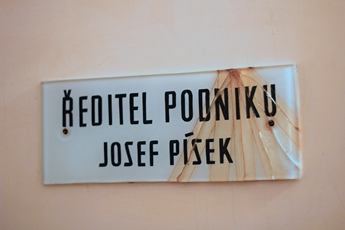 ŘEDITEL PODNIKU
JOSEF PÍSEK